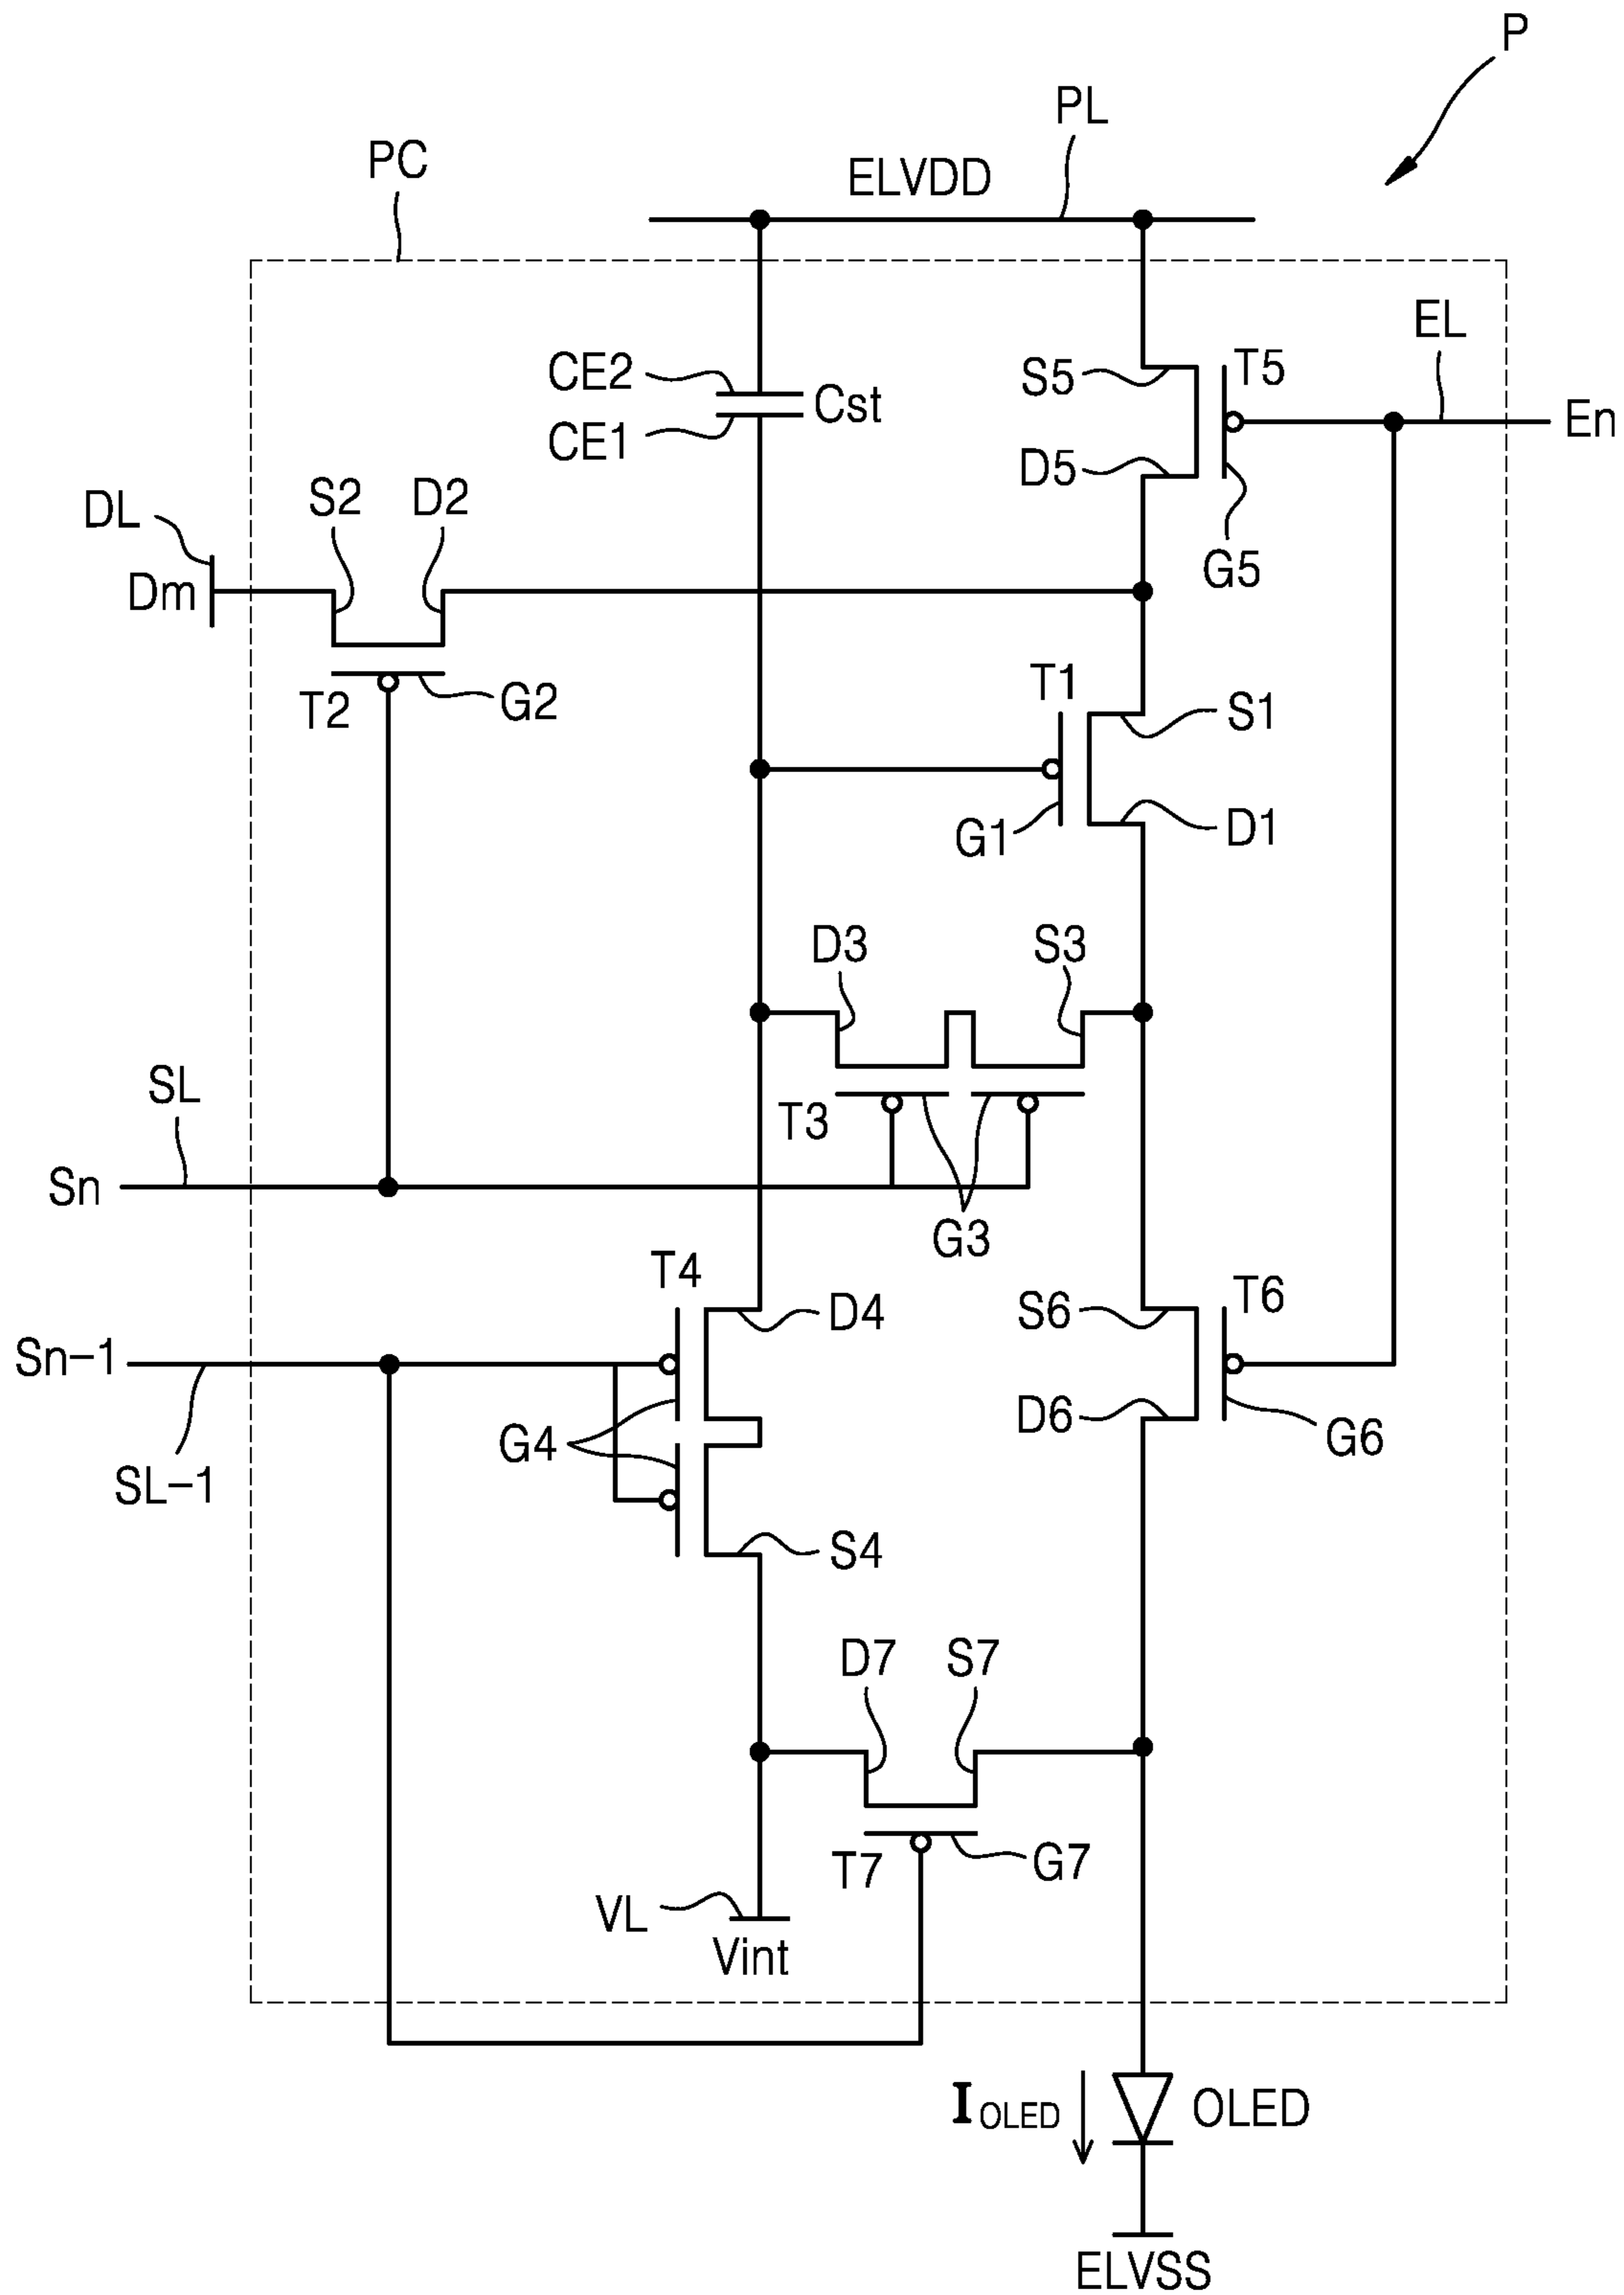 P
PL
PC
ELVDD
EL
CE2
S5
T5
Cst
En
CE1
D5
S2
D2
DL
G5
Dm
T1
T2
G2
S1
G1
D1
D3
S3
SL
T3
Sn
G3
T4
T6
D4
S6
Sn-1
D6
G4
G6
SL-1
S4
D7
S7
T7
G7
VL
Vint
IOLED
OLED
ELVSS